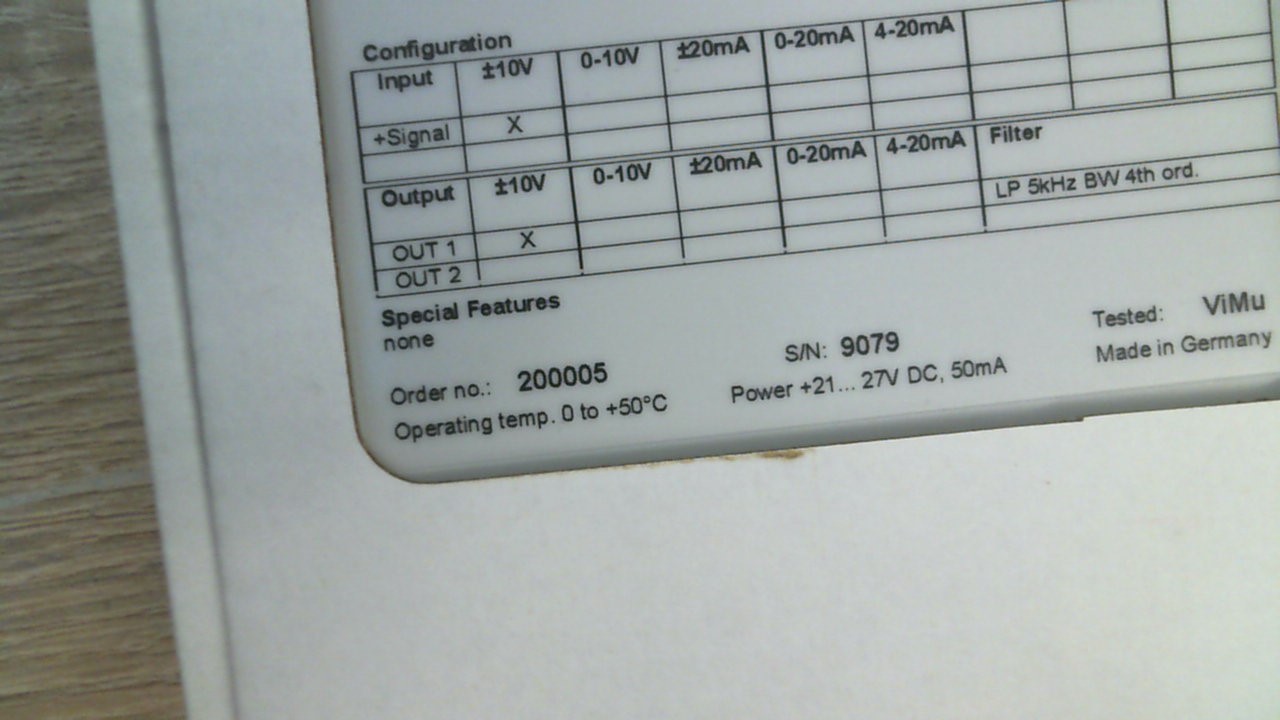 Configuration
Input ±10V 0-10V ±20mA 0-20mA 4-20mA
+Signal X
Output ±10V 0-10V ±20mA 0-20mA 4-20mA Filter
LP 5kHz BW 4th ord.
OUT 1 X
OUT 2
Special Features
none
Order no.: 200005 S/N: 9079 Tested: ViMu
Operating temp. 0 to +50°C Power +21... 27V DC, 50mA Made in Germany